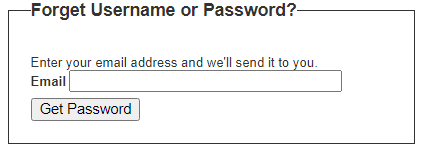 Forget Username or Password?
Enter your email address and we'll send it to you.
Email
Get Password